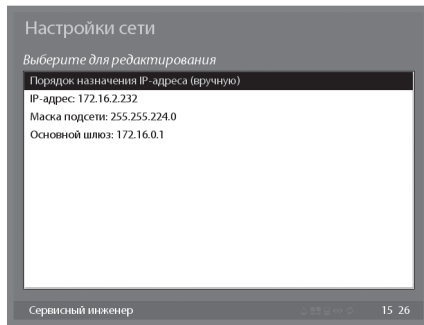 Настройки сети
Выберите для редактирования
Порядок назначения IP-адреса (вручную)
IP-адрес: 172.16.2.232
Маска подсети: 255.255.224.0
Основной шлюз: 172.16.0.1
Сервисный инженер 15 26